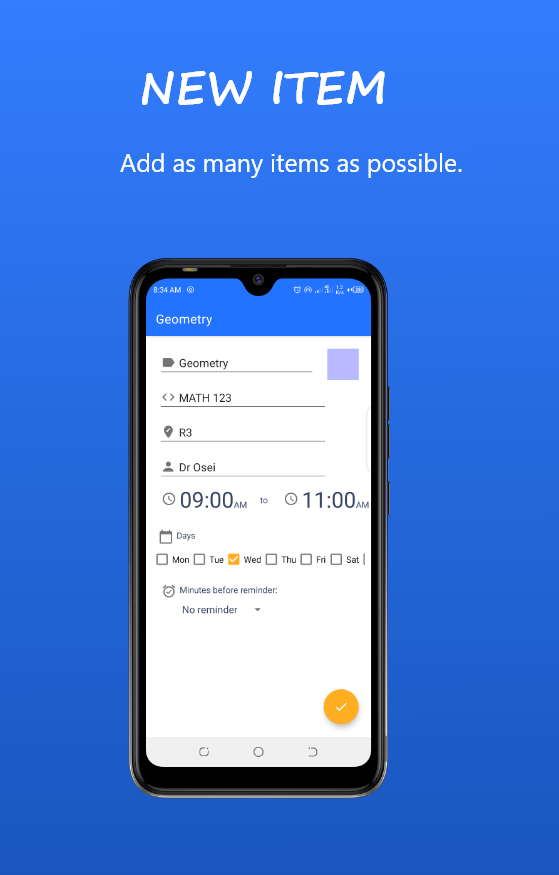 NEW ITEM
Add as many items as possible.
8:34 AM
Geometry
Geometry
MATH 123
R3
Dr Osei
09:00AM to 11:00AM
Days
Mon Tue Wed Thu Fri Sat
Minutes before reminder:
No reminder